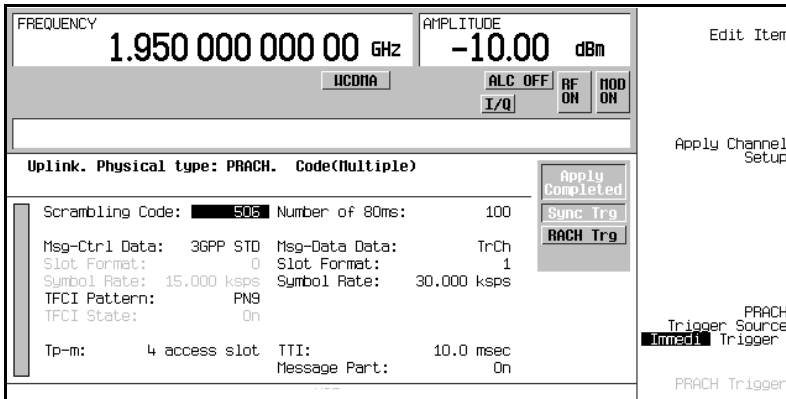 FREQUENCY
1.950 000 000 00 GHz
AMPLITUDE
-10.00 dBm
WCDMA
ALC OFF
I/Q
RF ON
MOD ON
Uplink. Physical type: PRACH. Code(Multiple)
Apply Completed
Sync Trg
RACH Trg
Scrambling Code: 506 Number of 80ms: 100
Msg-Ctrl Data: 3GPP STD Msg-Data Data: TrCh
Slot Format: 0 Slot Format: 1
Symbol Rate: 15.000 ksps Symbol Rate: 30.000 ksps
TFCI Pattern: PN9
TFCI State: On
Tp-m: 4 access slot TTI: 10.0 msec
Message Part: On
Edit Item
Apply Channel
Setup
PRACH
Trigger Source
Immedi Trigger
PRACH Trigger